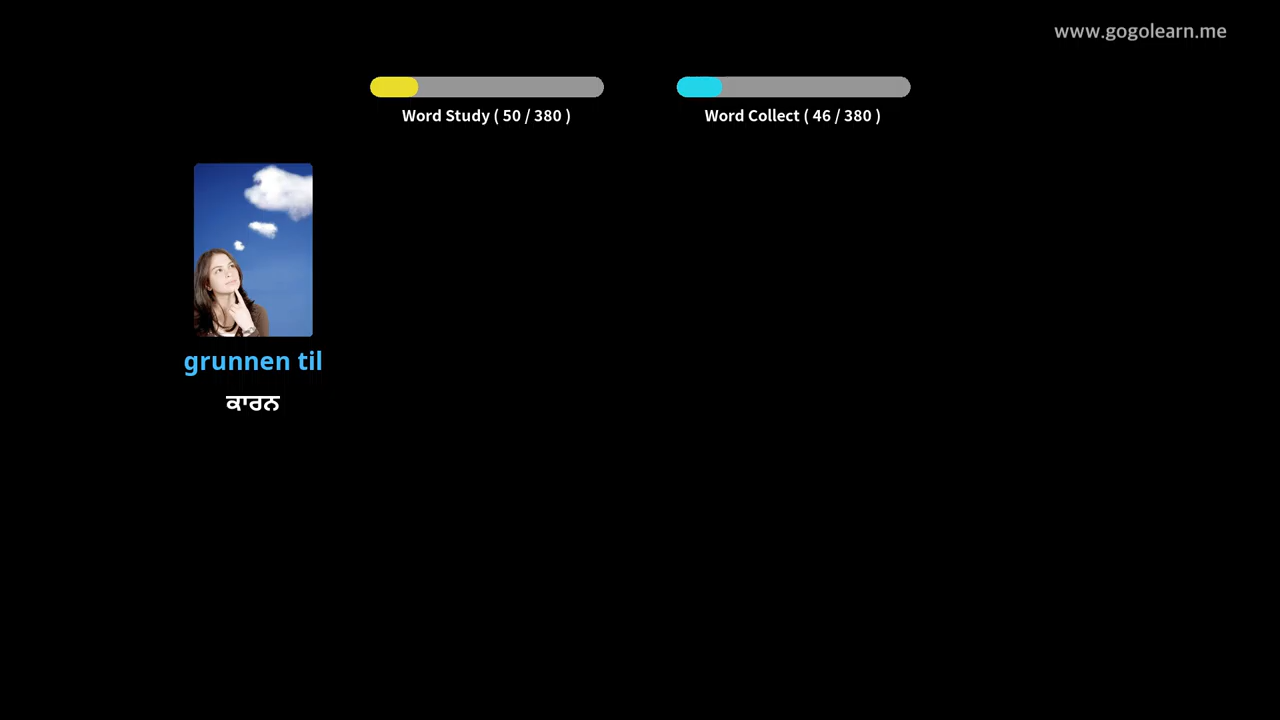 www.gogolearn.me
Word Study ( 50 / 380 )
Word Collect ( 46 / 380 )
grunnen til
ਕਾਰਨ